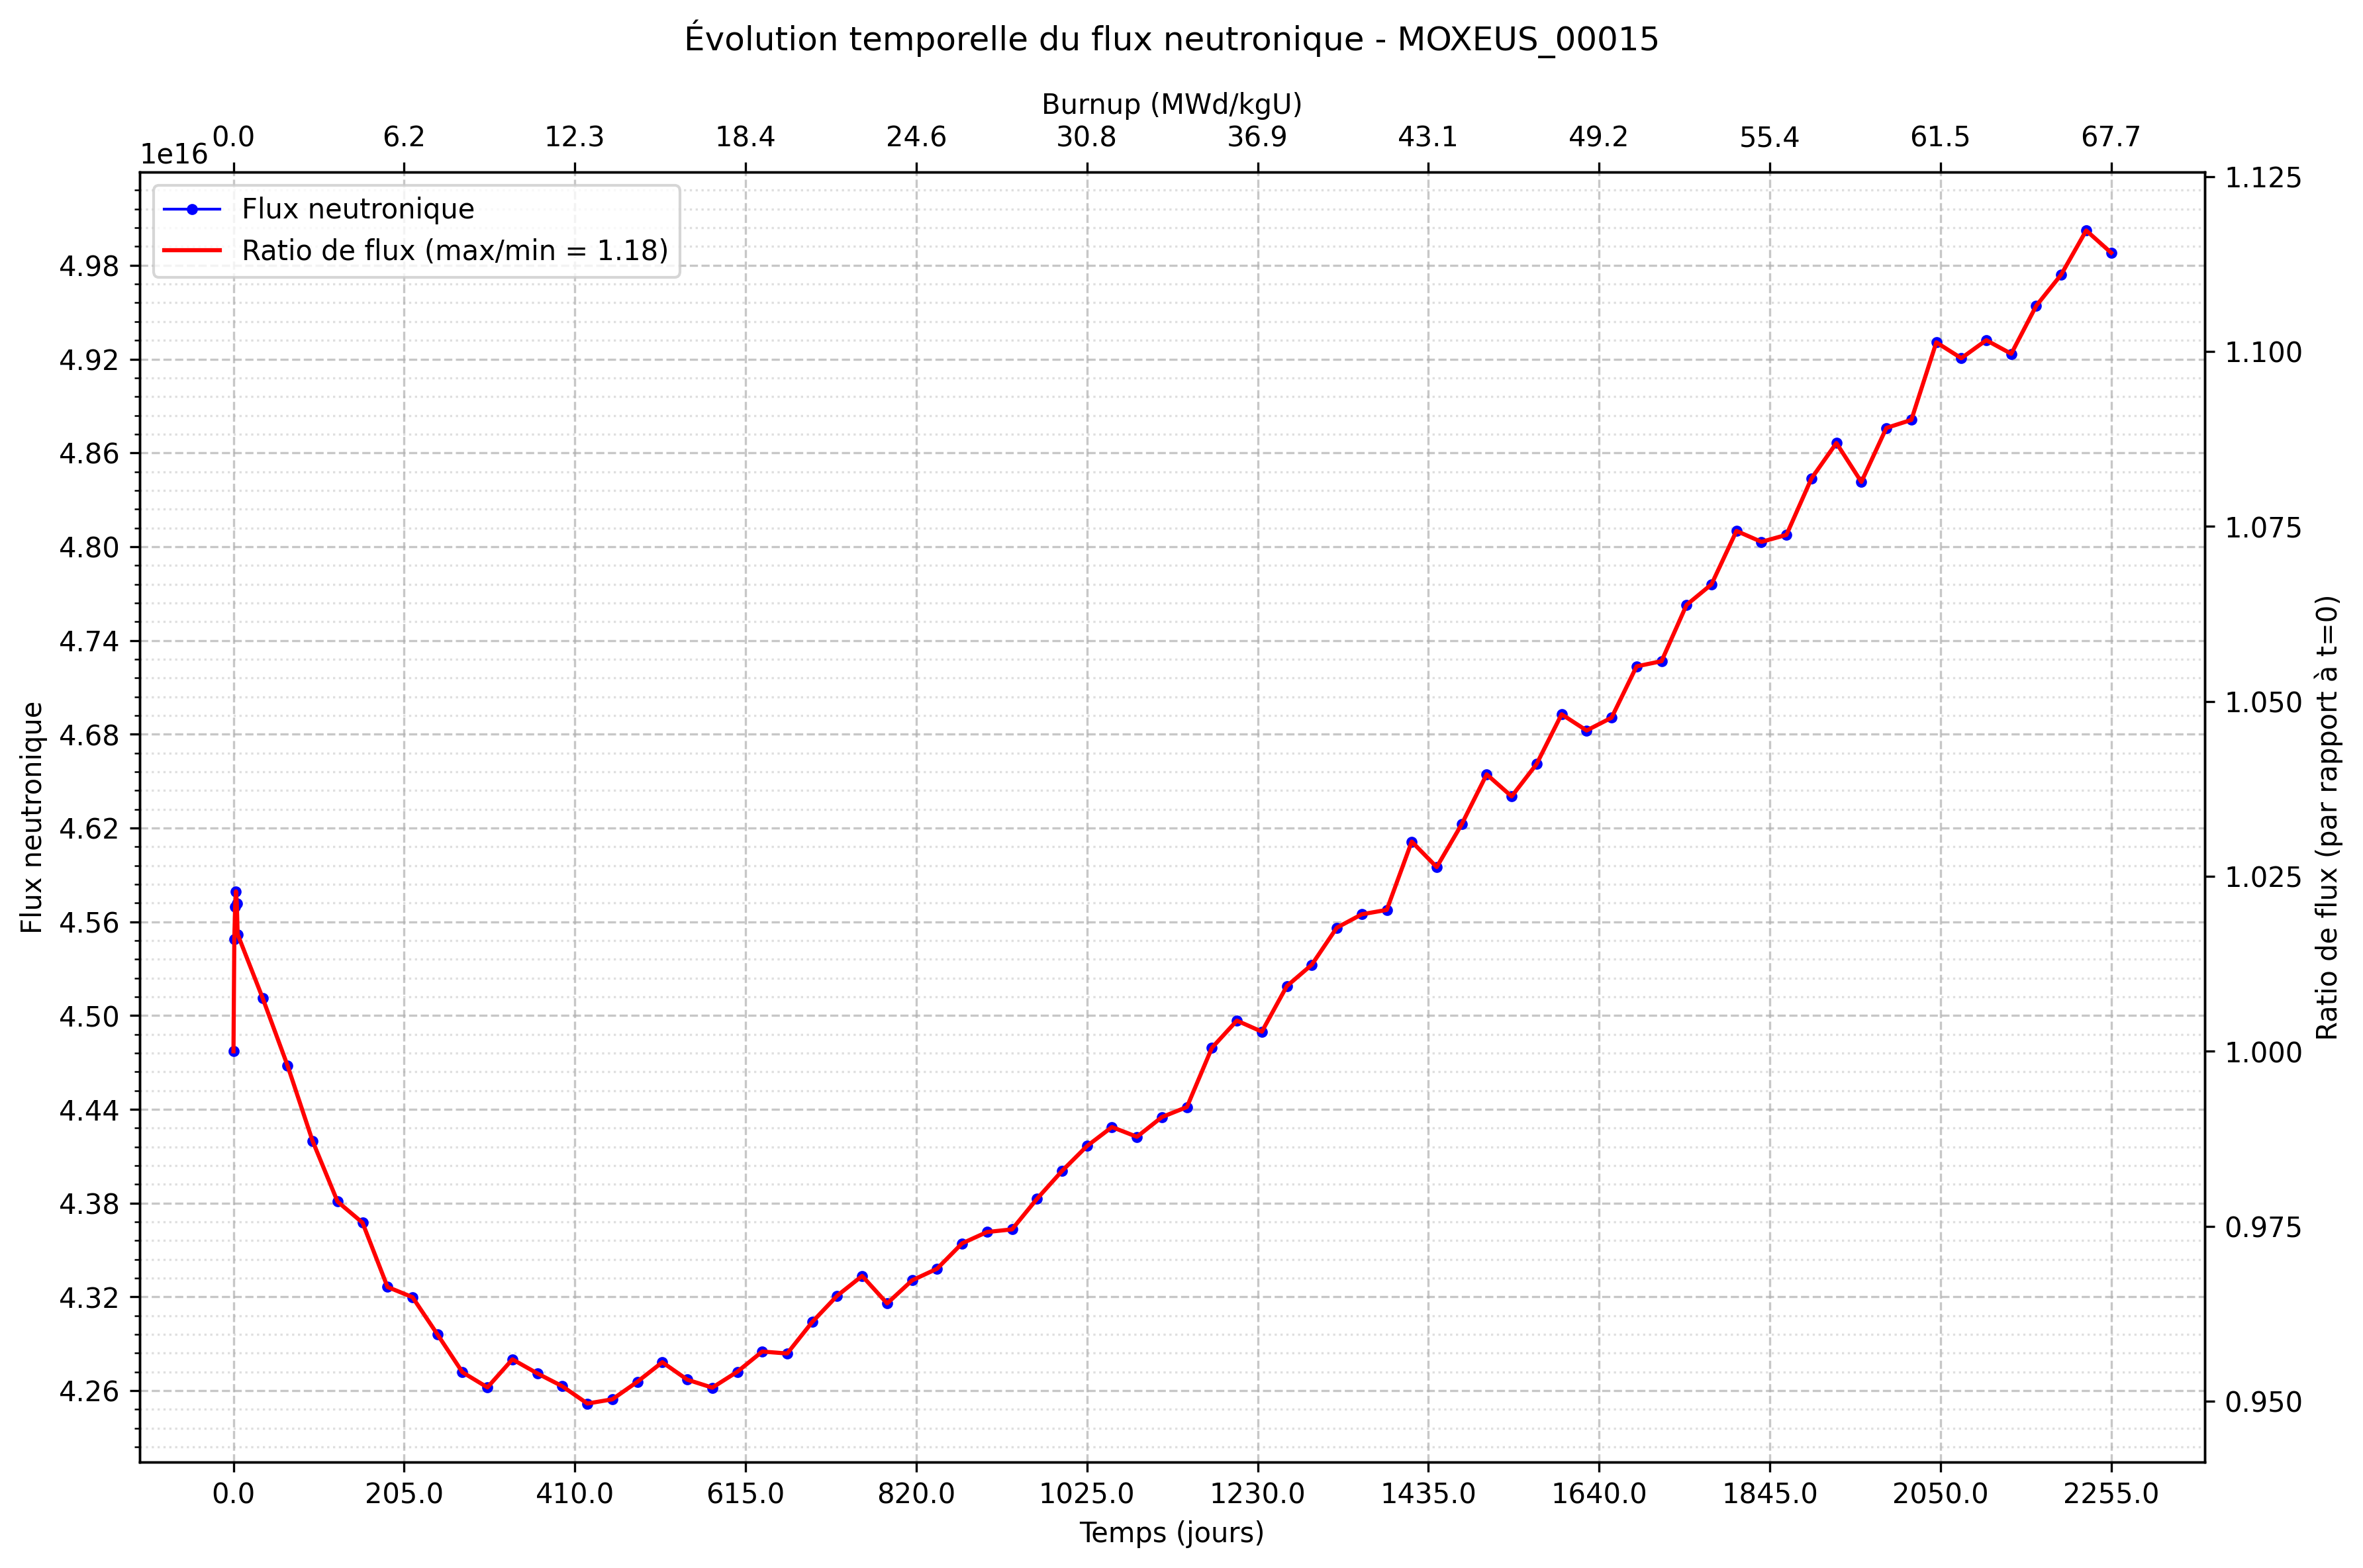 Évolution temporelle du flux neutronique - MOXEUS_00015
Burnup (MWd/kgU)
0.0 6.2 12.3 18.4 24.6 30.8 36.9 43.1 49.2 55.4 61.5 67.7
1e16
Flux neutronique
Ratio de flux (max/min = 1.18)
4.98
4.92
4.86
4.80
4.74
4.68
4.62
4.56
4.50
4.44
4.38
4.32
4.26
Flux neutronique
1.125
1.100
1.075
1.050
1.025
1.000
0.975
0.950
Ratio de flux (par rapport à t=0)
0.0 205.0 410.0 615.0 820.0 1025.0 1230.0 1435.0 1640.0 1845.0 2050.0 2255.0
Temps (jours)